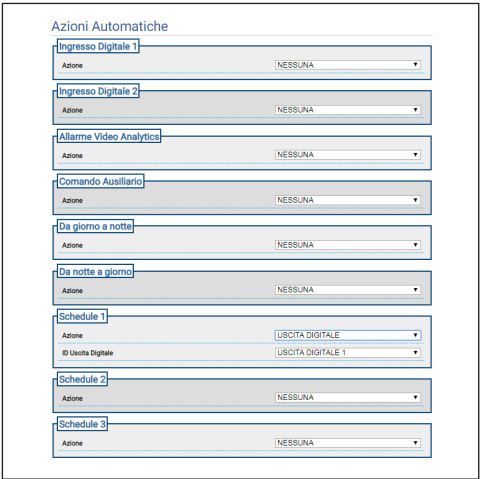 Azioni Automatiche
Ingresso Digitale 1
Azione NESSUNA
Ingresso Digitale 2
Azione NESSUNA
Allarme Video Analytics
Azione NESSUNA
Comando Ausiliario
Azione NESSUNA
Da giorno a notte
Azione NESSUNA
Da notte a giorno
Azione NESSUNA
Schedule 1
Azione USCITA DIGITALE
ID Uscita Digitale USCITA DIGITALE 1
Schedule 2
Azione NESSUNA
Schedule 3
Azione NESSUNA